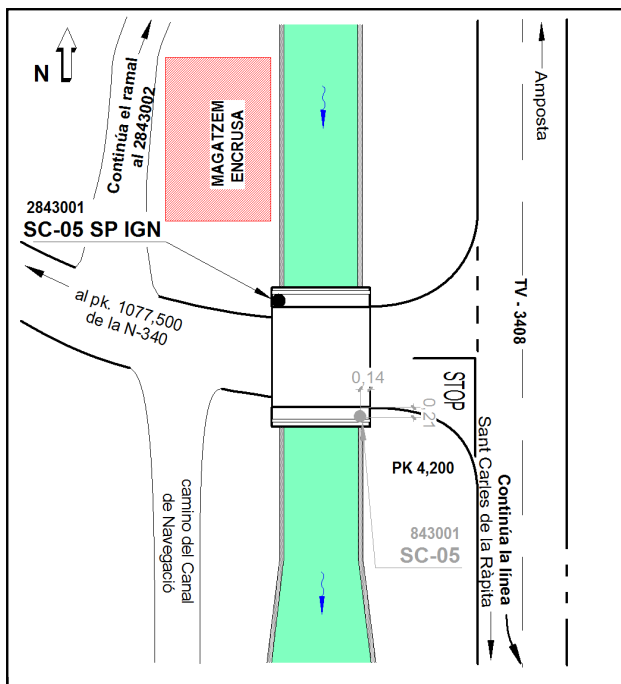 N
Continúa el ramal
al 2843002
MAGATZEM
ENCRUSA
Amposta
2843001
SC-05 SP IGN
al pk. 1077,500
de la N-340
TV - 3408
0,14
STOP
0,21
PK 4,200
843001
SC-05
camino del Canal
de Navegació
Sant Carles de la Ràpita
Continúa la línea